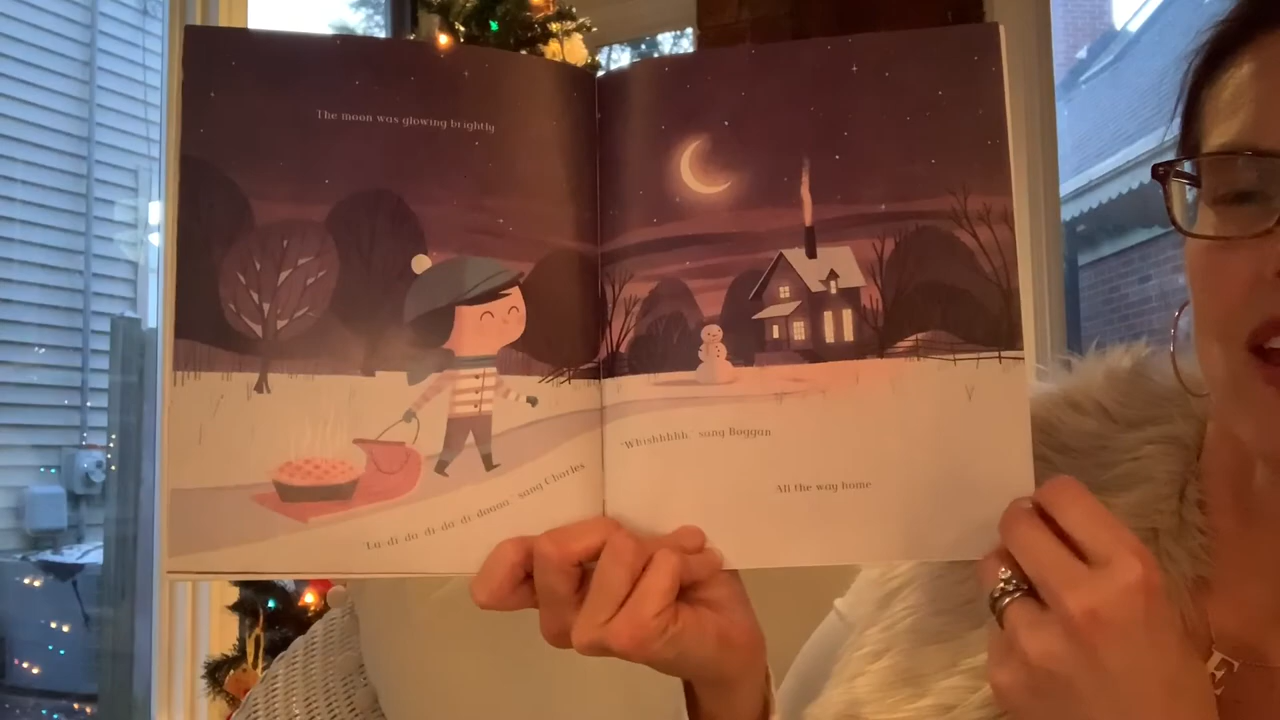 The moon was glowing brightly
"La-di-da-di-da-di-daaaa" sang Charles
"Whishhhhh" sang Boggan
All the way home
E